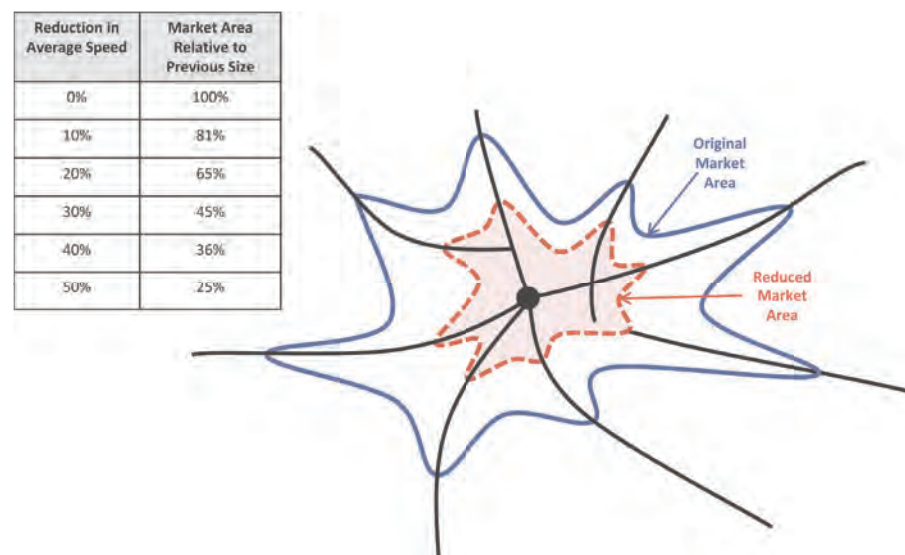 Reduction in
Average Speed
Market Area
Relative to
Previous Size
0%
100%
10%
81%
20%
65%
30%
45%
40%
36%
50%
25%
Original
Market
Area
Reduced
Market
Area